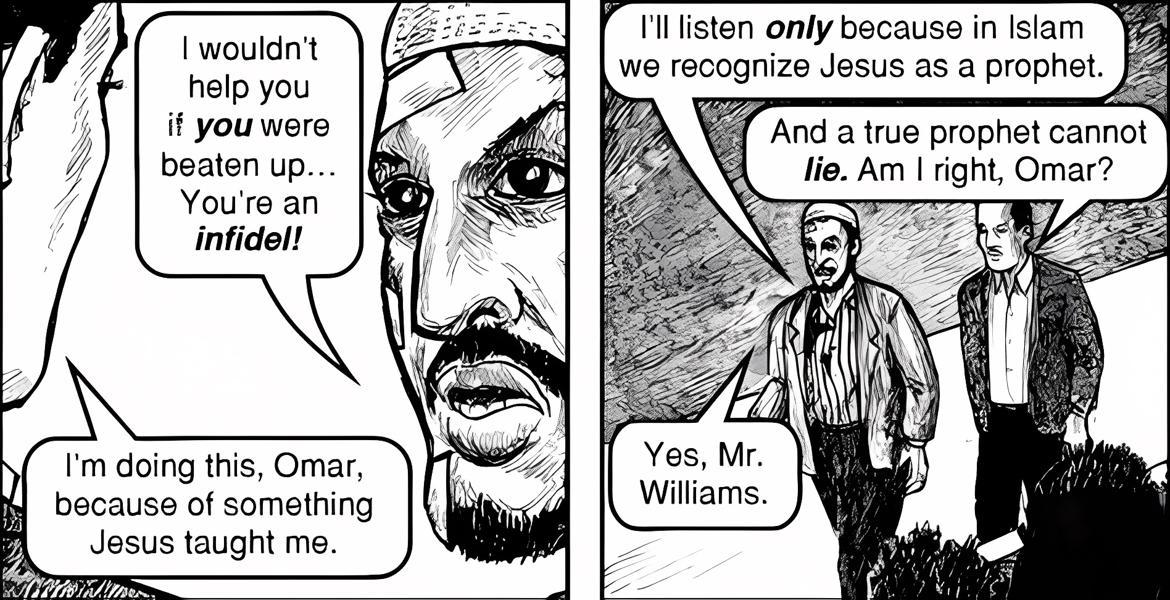 I wouldn't
help you
if you were
beaten up...
You're an
infidel!
I'm doing this, Omar,
because of something
Jesus taught me.
I'll listen only because in Islam
we recognize Jesus as a prophet.
And a true prophet cannot
lie. Am I right, Omar?
Yes, Mr.
Williams.